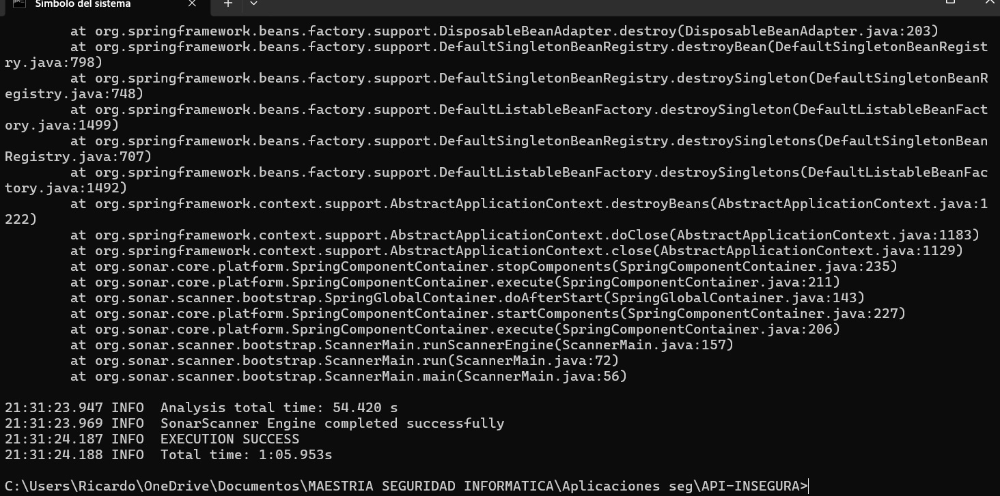 Símbolo del sistema
at org.springframework.beans.factory.support.DisposableBeanAdapter.destroy(DisposableBeanAdapter.java:203)
at org.springframework.beans.factory.support.DefaultSingletonBeanRegistry.destroyBean(DefaultSingletonBeanRegist
ry.java:798)
at org.springframework.beans.factory.support.DefaultSingletonBeanRegistry.destroySingleton(DefaultSingletonBeanR
egistry.java:748)
at org.springframework.beans.factory.support.DefaultListableBeanFactory.destroySingleton(DefaultListableBeanFact
ory.java:1499)
at org.springframework.beans.factory.support.DefaultSingletonBeanRegistry.destroySingletons(DefaultSingletonBean
Registry.java:707)
at org.springframework.beans.factory.support.DefaultListableBeanFactory.destroySingletons(DefaultListableBeanFac
tory.java:1492)
at org.springframework.context.support.AbstractApplicationContext.destroyBeans(AbstractApplicationContext.java:1
222)
at org.springframework.context.support.AbstractApplicationContext.doClose(AbstractApplicationContext.java:1183)
at org.springframework.context.support.AbstractApplicationContext.close(AbstractApplicationContext.java:1129)
at org.sonar.core.platform.SpringComponentContainer.stopComponents(SpringComponentContainer.java:235)
at org.sonar.core.platform.SpringComponentContainer.execute(SpringComponentContainer.java:211)
at org.sonar.scanner.bootstrap.SpringGlobalContainer.doAfterStart(SpringGlobalContainer.java:143)
at org.sonar.core.platform.SpringComponentContainer.startComponents(SpringComponentContainer.java:227)
at org.sonar.core.platform.SpringComponentContainer.execute(SpringComponentContainer.java:206)
at org.sonar.scanner.bootstrap.ScannerMain.runScannerEngine(ScannerMain.java:157)
at org.sonar.scanner.bootstrap.ScannerMain.run(ScannerMain.java:72)
at org.sonar.scanner.bootstrap.ScannerMain.main(ScannerMain.java:56)
21:31:23.947 INFO  Analysis total time: 54.420 s
21:31:23.969 INFO  SonarScanner Engine completed successfully
21:31:24.187 INFO  EXECUTION SUCCESS
21:31:24.188 INFO  Total time: 1:05.953s
C:\Users\Ricardo\OneDrive\Documentos\MAESTRIA SEGURIDAD INFORMATICA\Aplicaciones seg\API-INSEGURA>